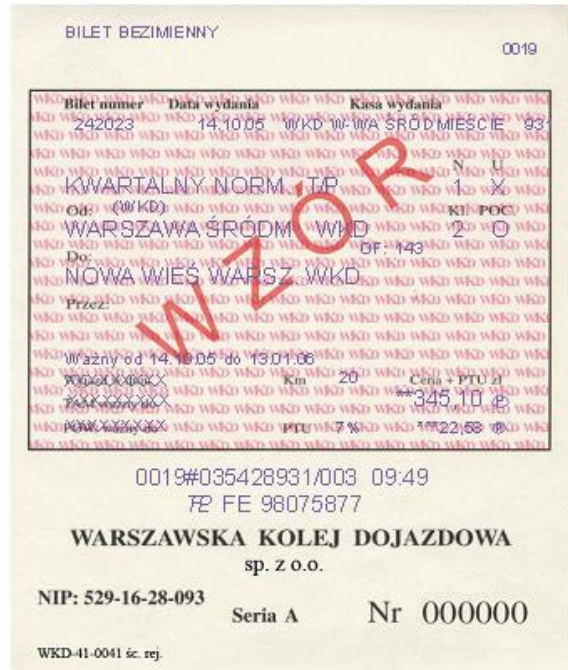 BILET BEZIMIENNY
0019
Bilet numer Data wydania Kasa wydania
242023 14.10.05 WKD W-WA ŚRÓDMIEŚCIE 931
N U
KWARTALNY NORM. T/P 1 X
Od: (WKD) Kl. POC.
WARSZAWA ŚRÓDM WKD 2 O
Do: OF: 143
NOWA WIEŚ WARSZ. WKD
Przez:
WZÓR
Ważny od 14.10.05 do 13.01.06
Km 20 Cena + PTU zł
**345,10
PTU 7% ***22,58
0019#035428931/003 09:49
FE 98075877
WARSZAWSKA KOLEJ DOJAZDOWA
sp. z o.o.
NIP: 529-16-28-093
Seria A Nr 000000
WKD-41-0041 śc. rej.